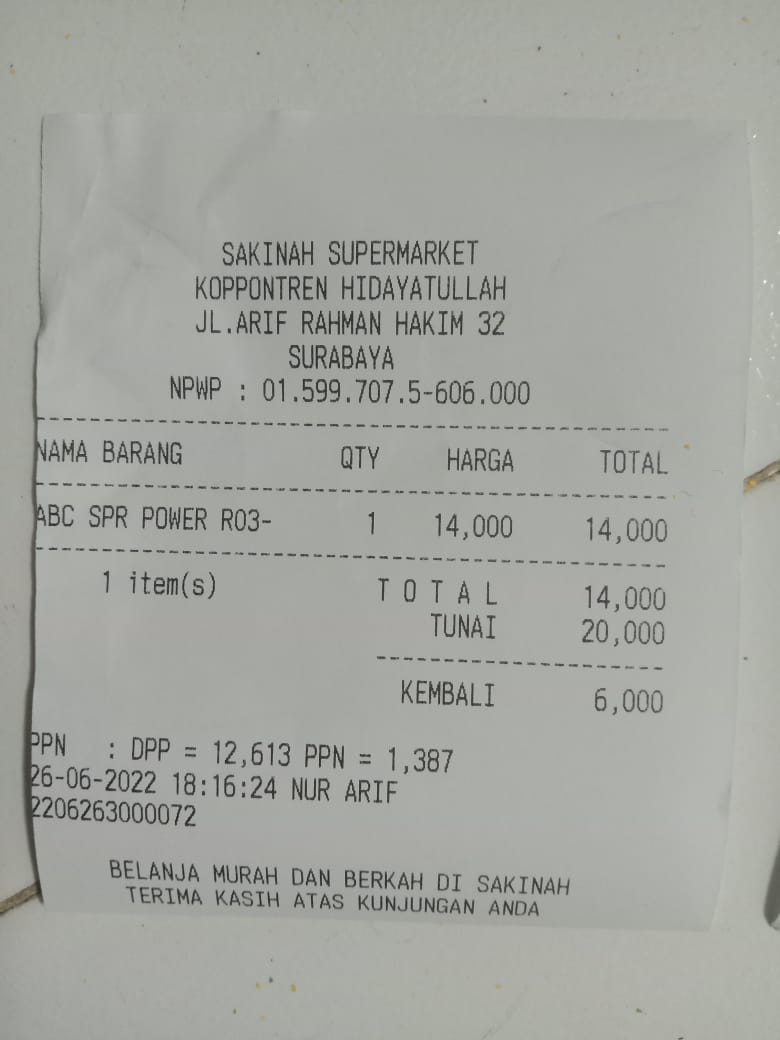 SAKINAH SUPERMARKET
KOPPONTREN HIDAYATULLAH
JL.ARIF RAHMAN HAKIM 32
SURABAYA
NPWP : 01.599.707.5-606.000
NAMA BARANG QTY HARGA TOTAL
ABC SPR POWER R03- 1 14,000 14,000
1 item(s) T O T A L 14,000
TUNAI 20,000
KEMBALI 6,000
PPN : DPP = 12,613 PPN = 1,387
26-06-2022 18:16:24 NUR ARIF
2206263000072
BELANJA MURAH DAN BERKAH DI SAKINAH
TERIMA KASIH ATAS KUNJUNGAN ANDA